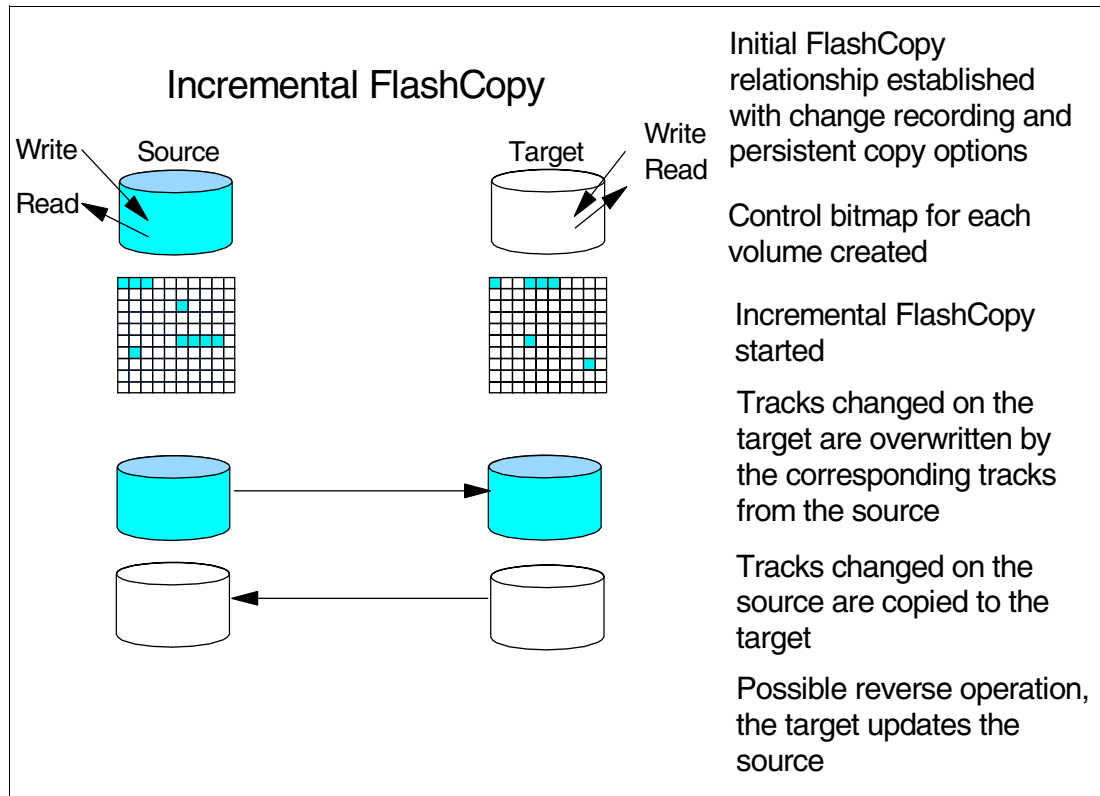 Incremental FlashCopy
Write
Read
Source
Target
Write
Read
Initial FlashCopy
relationship established
with change recording and
persistent copy options
Control bitmap for each
volume created
Incremental FlashCopy
started
Tracks changed on the
target are overwritten by
the corresponding tracks
from the source
Tracks changed on the
source are copied to the
target
Possible reverse operation,
the target updates the
source